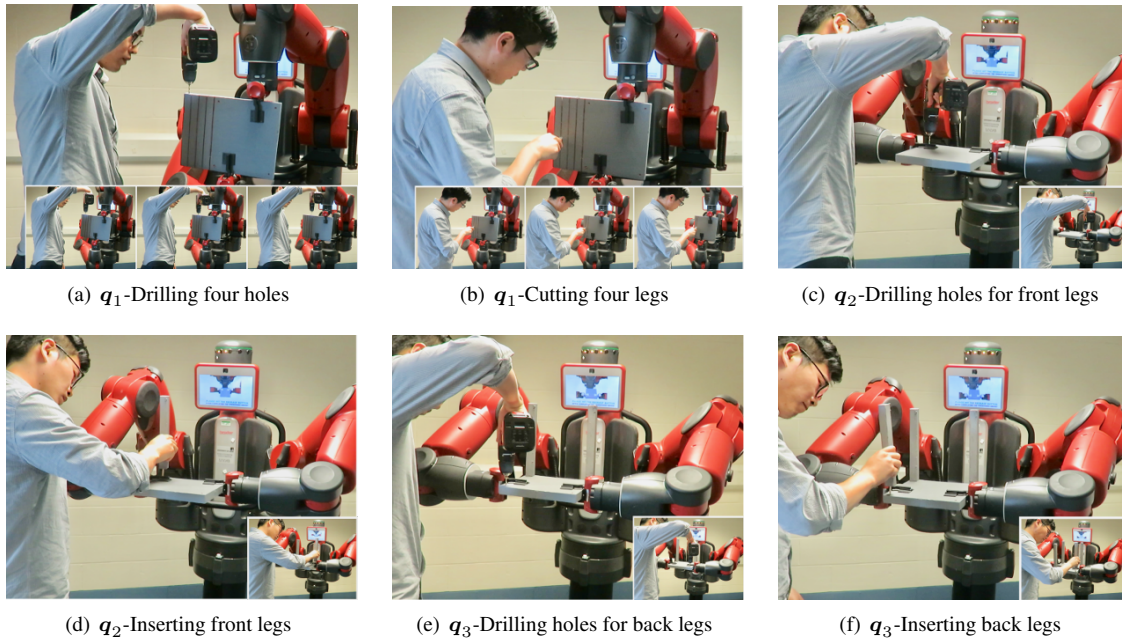 (a) q1-Drilling four holes
(b) q1-Cutting four legs
(c) q2-Drilling holes for front legs
(d) q2-Inserting front legs
(e) q3-Drilling holes for back legs
(f) q3-Inserting back legs